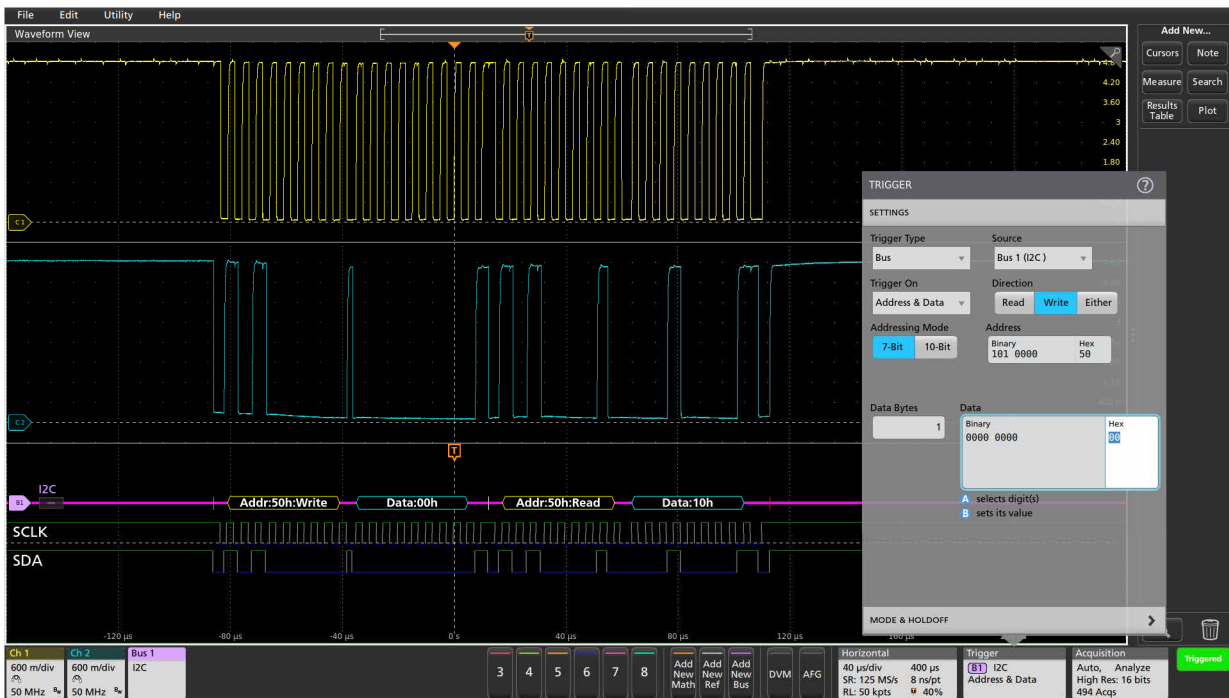 File Edit Utility Help
Waveform View
Add New...
Cursors Note
Measure Search
Results Table Plot
4.20
3.60
3
2.40
1.80
C1
C2
TRIGGER
SETTINGS
Trigger Type Source
Bus Bus 1 (I2C )
Trigger On Direction
Address & Data Read Write Either
Addressing Mode Address
7-Bit 10-Bit
Binary Hex
101 0000 50
Data Bytes Data
1
Binary Hex
0000 0000 00
A selects digit(s)
B sets its value
MODE & HOLDOFF
T
I2C
B1
Addr:50h:Write Data:00h Addr:50h:Read Data:10h
SCLK
SDA
-120 µs -80 µs -40 µs 0 s 40 µs 80 µs 120 µs 160 µs
Ch 1
600 m/div
50 MHz
Ch 2
600 m/div
50 MHz
Bus 1
I2C
3 4 5 6 7 8
Add New Math
Add New Ref
Add New Bus
DVM AFG
Horizontal
40 µs/div 400 µs
SR: 125 MS/s 8 ns/pt
RL: 50 kpts 40%
Trigger
B1 I2C
Address & Data
Acquisition
Auto, Analyze
High Res: 16 bits
494 Acqs
Triggered